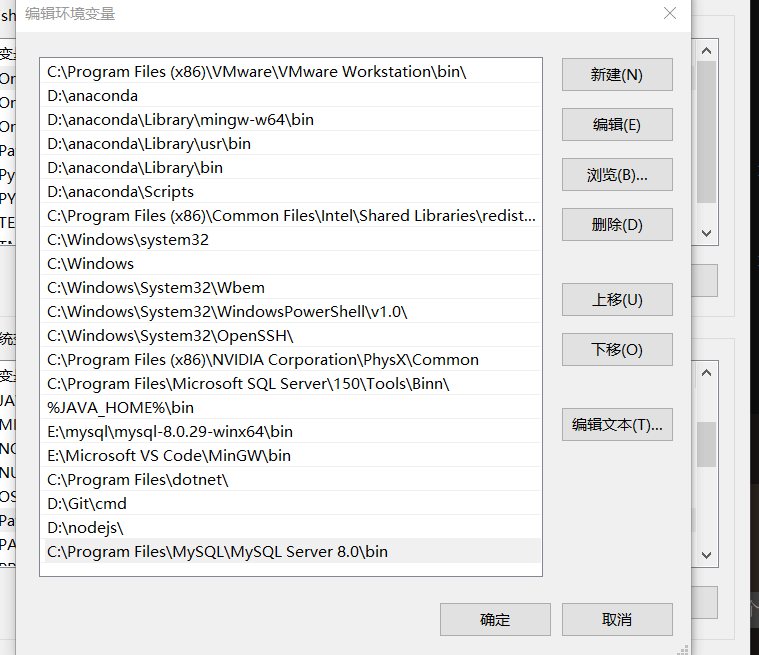 编辑环境变量
C:\Program Files (x86)\VMware\VMware Workstation\bin\
D:\anaconda
D:\anaconda\Library\mingw-w64\bin
D:\anaconda\Library\usr\bin
D:\anaconda\Library\bin
D:\anaconda\Scripts
C:\Program Files (x86)\Common Files\Intel\Shared Libraries\redist...
C:\Windows\system32
C:\Windows
C:\Windows\System32\Wbem
C:\Windows\System32\WindowsPowerShell\v1.0\
C:\Windows\System32\OpenSSH\
C:\Program Files (x86)\NVIDIA Corporation\PhysX\Common
C:\Program Files\Microsoft SQL Server\150\Tools\Binn\
%JAVA_HOME%\bin
E:\mysql\mysql-8.0.29-winx64\bin
E:\Microsoft VS Code\MinGW\bin
C:\Program Files\dotnet\
D:\Git\cmd
D:\nodejs\
C:\Program Files\MySQL\MySQL Server 8.0\bin
新建(N)
编辑(E)
浏览(B)...
删除(D)
上移(U)
下移(O)
编辑文本(T)...
确定
取消